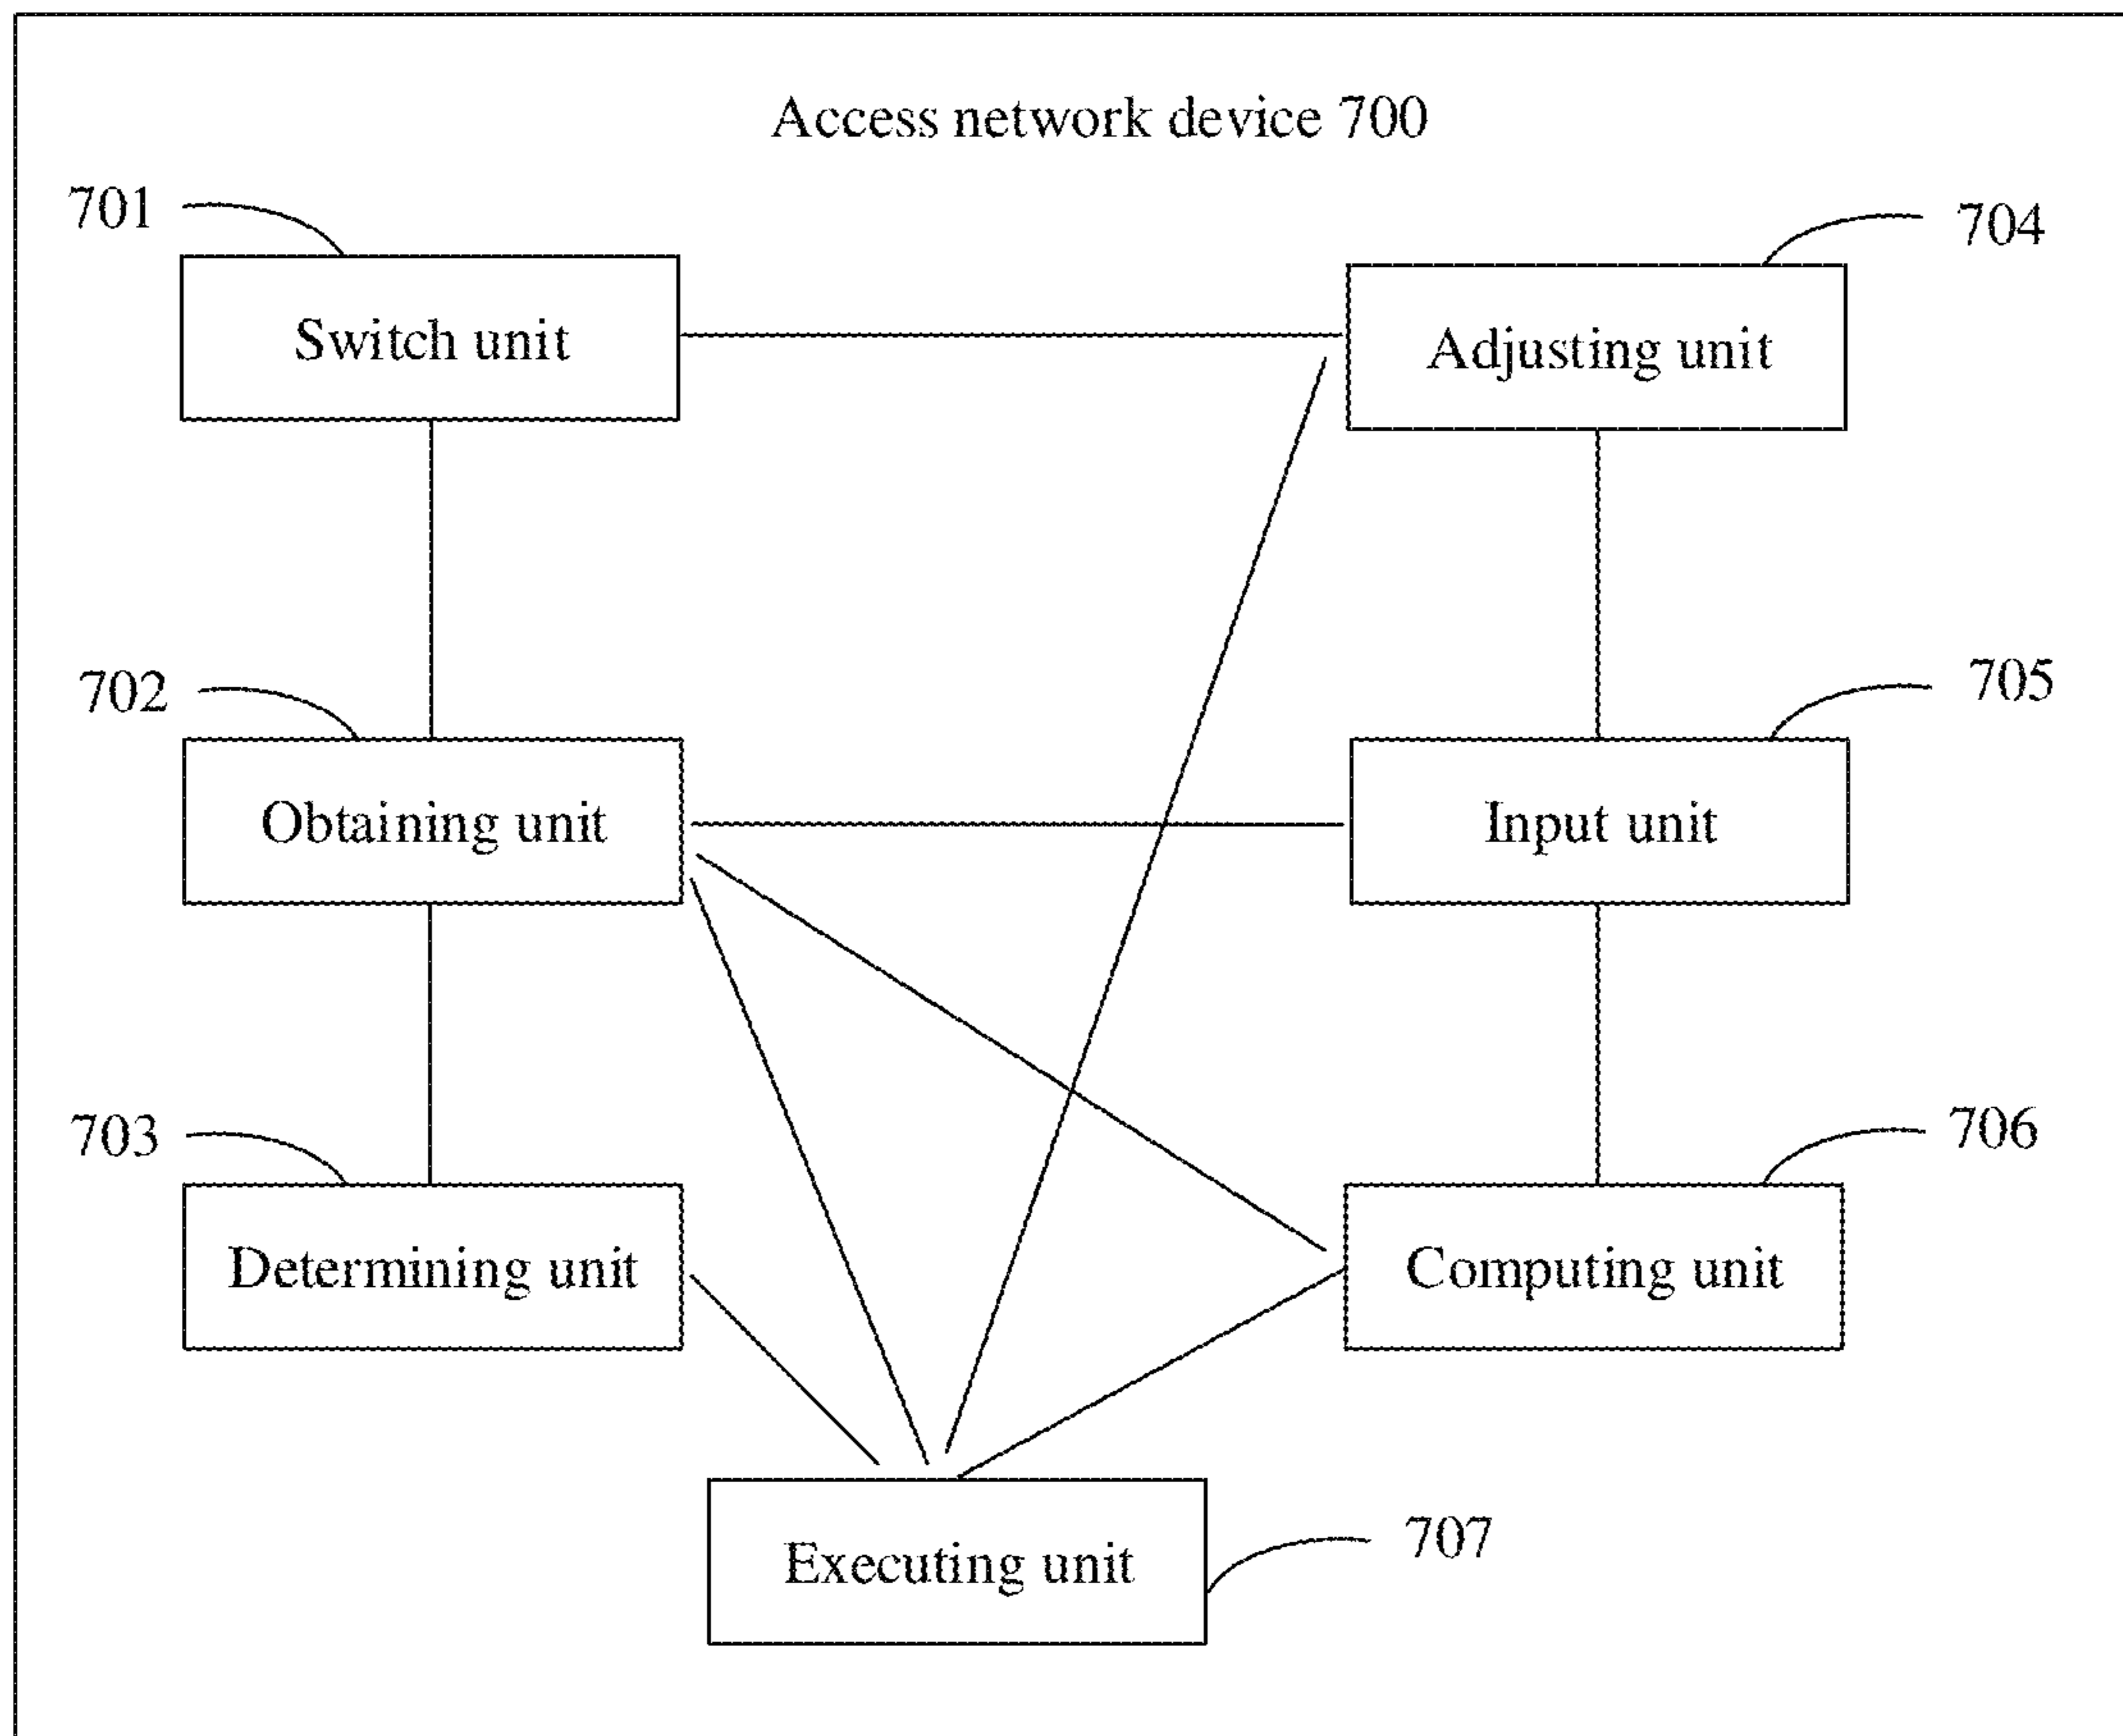 Access network device 700
701
704
Switch unit
Adjusting unit
702
705
Obtaining unit
Input unit
703
706
Determining unit
Computing unit
707
Executing unit